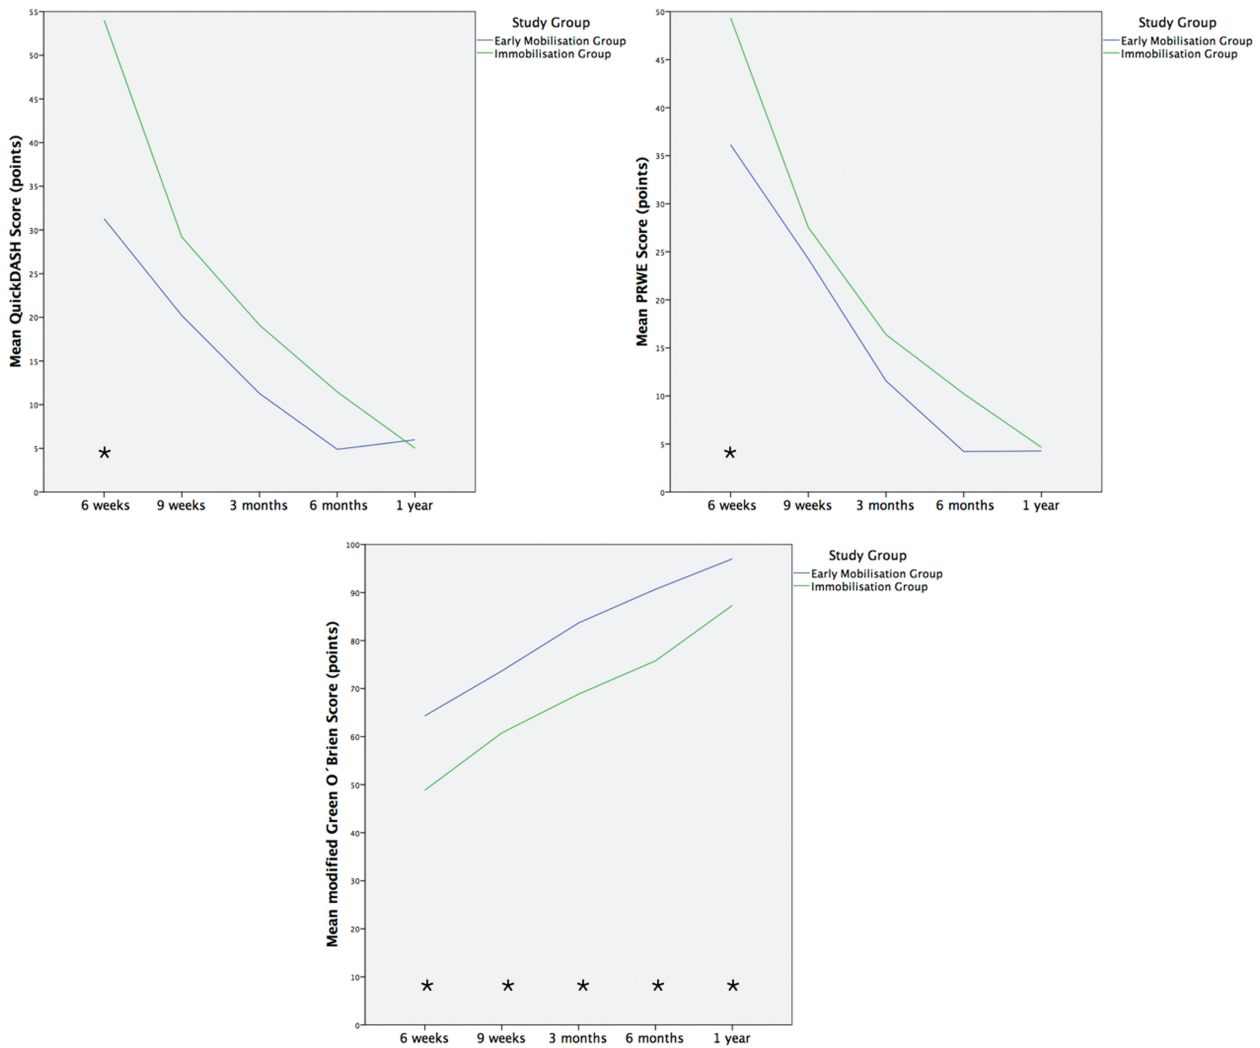 Mean QuickDASH Score (points)
55
50
45
40
35
30
25
20
15
10
5
0
*
6 weeks 9 weeks 3 months 6 months 1 year
Study Group
Early Mobilisation Group
Immobilisation Group
Mean PRWE Score (points)
50
45
40
35
30
25
20
15
10
5
0
*
6 weeks 9 weeks 3 months 6 months 1 year
Study Group
Early Mobilisation Group
Immobilisation Group
Mean modified Green O´Brien Score (points)
100
90
80
70
60
50
40
30
20
10
0
* * * * *
6 weeks 9 weeks 3 months 6 months 1 year
Study Group
Early Mobilisation Group
Immobilisation Group